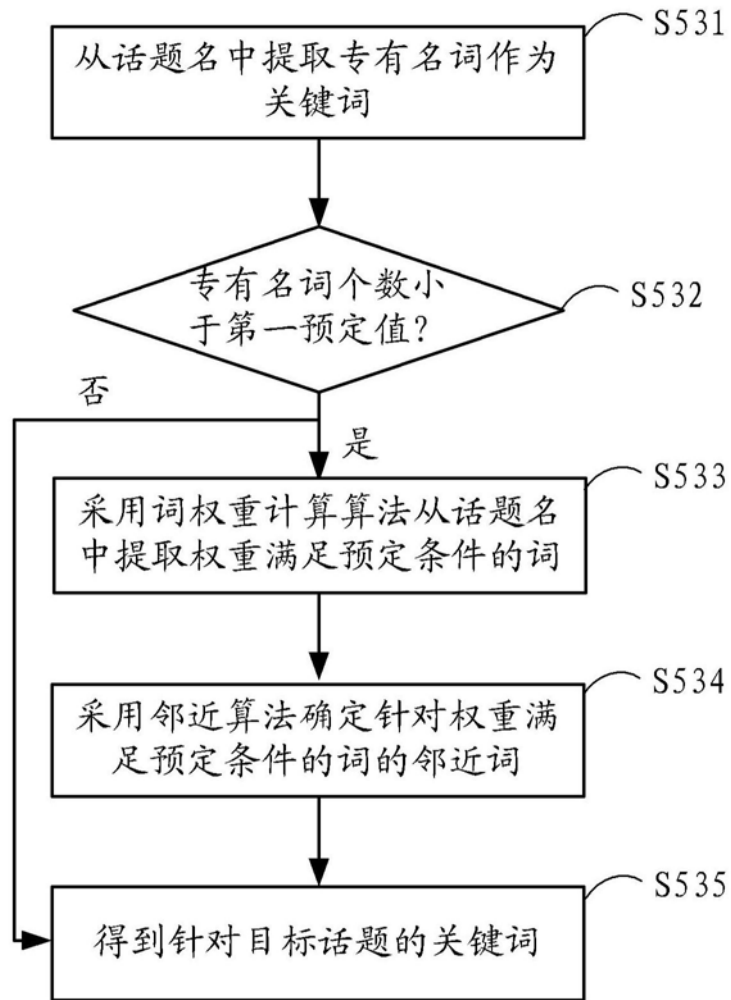 S531
从话题名中提取专有名词作为
关键词
专有名词个数小
于第一预定值？
S532
否
是
S533
采用词权重计算算法从话题名
中提取权重满足预定条件的词
S534
采用邻近算法确定针对权重满
足预定条件的词的邻近词
S535
得到针对目标话题的关键词